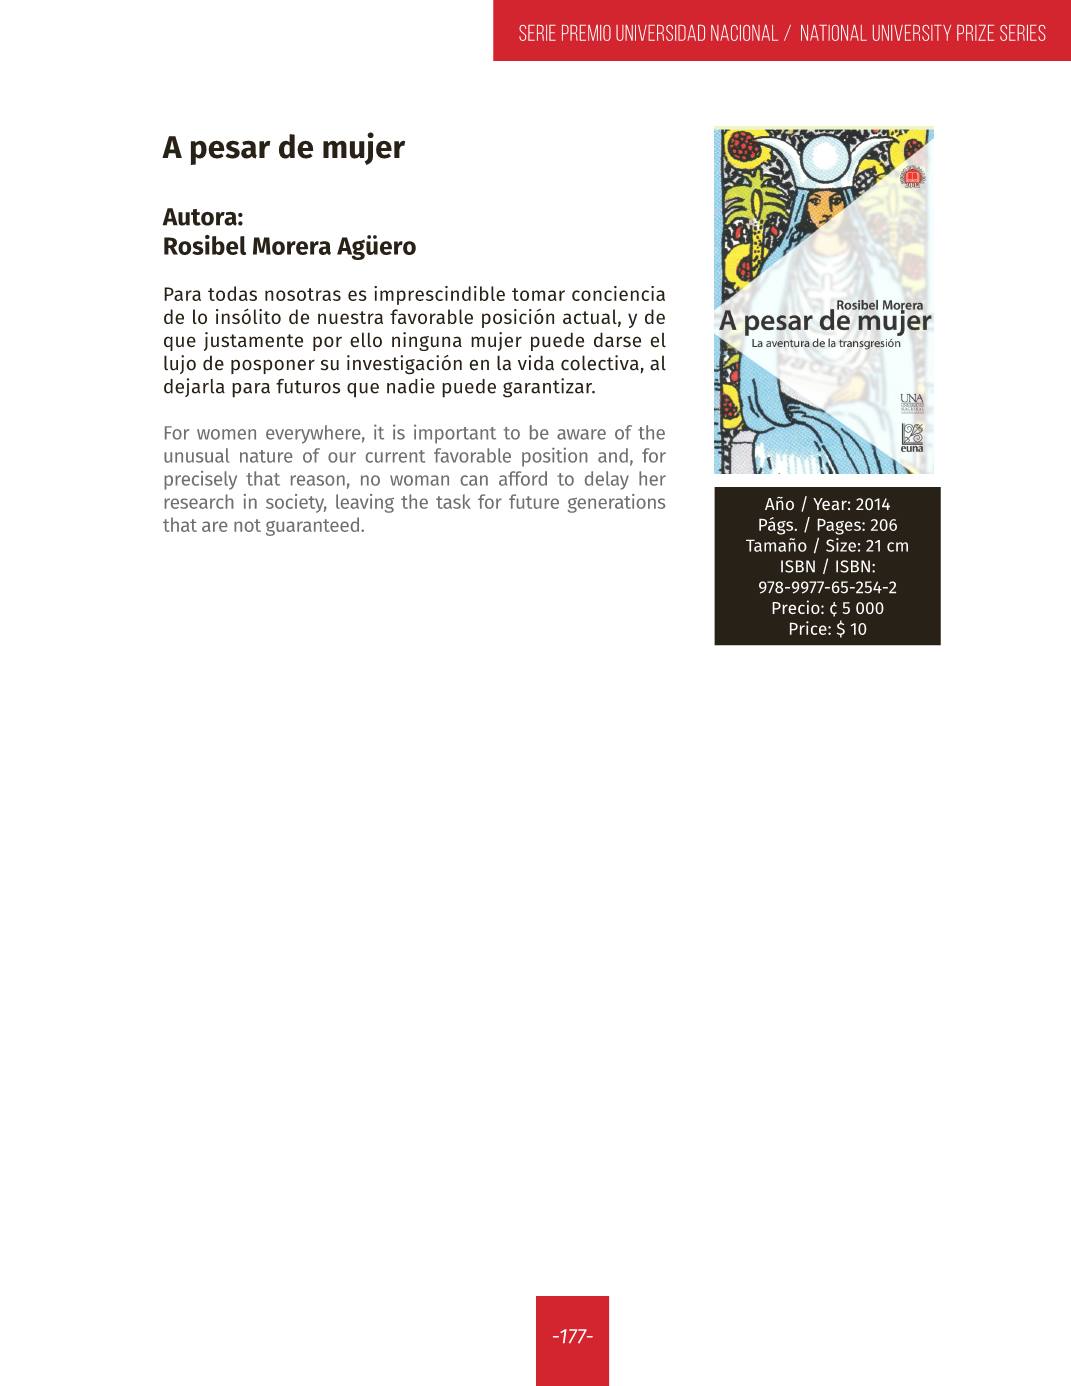 SERIE PREMIO UNIVERSIDAD NACIONAL / NATIONAL UNIVERSITY PRIZE SERIES
A pesar de mujer
Autora:
Rosibel Morera Agüero
Para todas nosotras es imprescindible tomar conciencia
de lo insólito de nuestra favorable posición actual, y de
que justamente por ello ninguna mujer puede darse el
lujo de posponer su investigación en la vida colectiva, al
dejarla para futuros que nadie puede garantizar.
For women everywhere, it is important to be aware of the
unusual nature of our current favorable position and, for
precisely that reason, no woman can afford to delay her
research in society, leaving the task for future generations
that are not guaranteed.
Rosibel Morera
A pesar de mujer
La aventura de la transgresión
UNA
euna
Año / Year: 2014
Págs. / Pages: 206
Tamaño / Size: 21 cm
ISBN / ISBN:
978-9977-65-254-2
Precio: ¢ 5 000
Price: $ 10
-177-